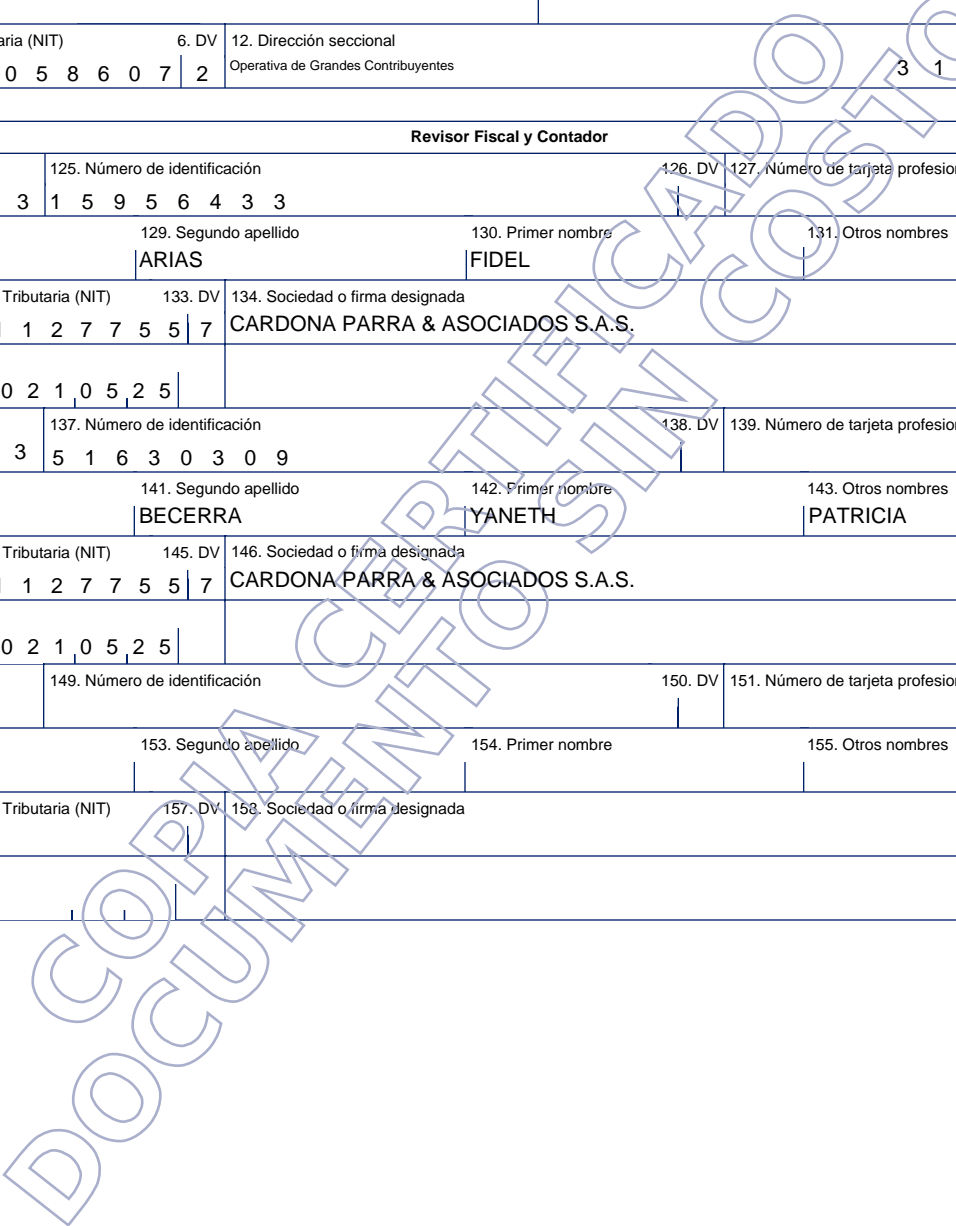 aria (NIT) 6. DV 12. Dirección seccional
0 5 8 6 0 7 2 Operativa de Grandes Contribuyentes 3 1
Revisor Fiscal y Contador
125. Número de identificación 126. DV 127. Número de tarjeta profesion
3 1 5 9 5 6 4 3 3
129. Segundo apellido 130. Primer nombre 131. Otros nombres
ARIAS FIDEL
Tributaria (NIT) 133. DV 134. Sociedad o firma designada
1 2 7 7 5 5 7 CARDONA PARRA & ASOCIADOS S.A.S.
0 2 1 0 5 2 5
137. Número de identificación 138. DV 139. Número de tarjeta profesion
3 5 1 6 3 0 3 0 9
141. Segundo apellido 142. Primer nombre 143. Otros nombres
BECERRA YANETH PATRICIA
Tributaria (NIT) 145. DV 146. Sociedad o firma designada
1 2 7 7 5 5 7 CARDONA PARRA & ASOCIADOS S.A.S.
0 2 1 0 5 2 5
149. Número de identificación 150. DV 151. Número de tarjeta profesion
153. Segundo apellido 154. Primer nombre 155. Otros nombres
Tributaria (NIT) 157. DV 158. Sociedad o firma designada
COPIA CERTIFICADO
DOCUMENTO SIN COSTO